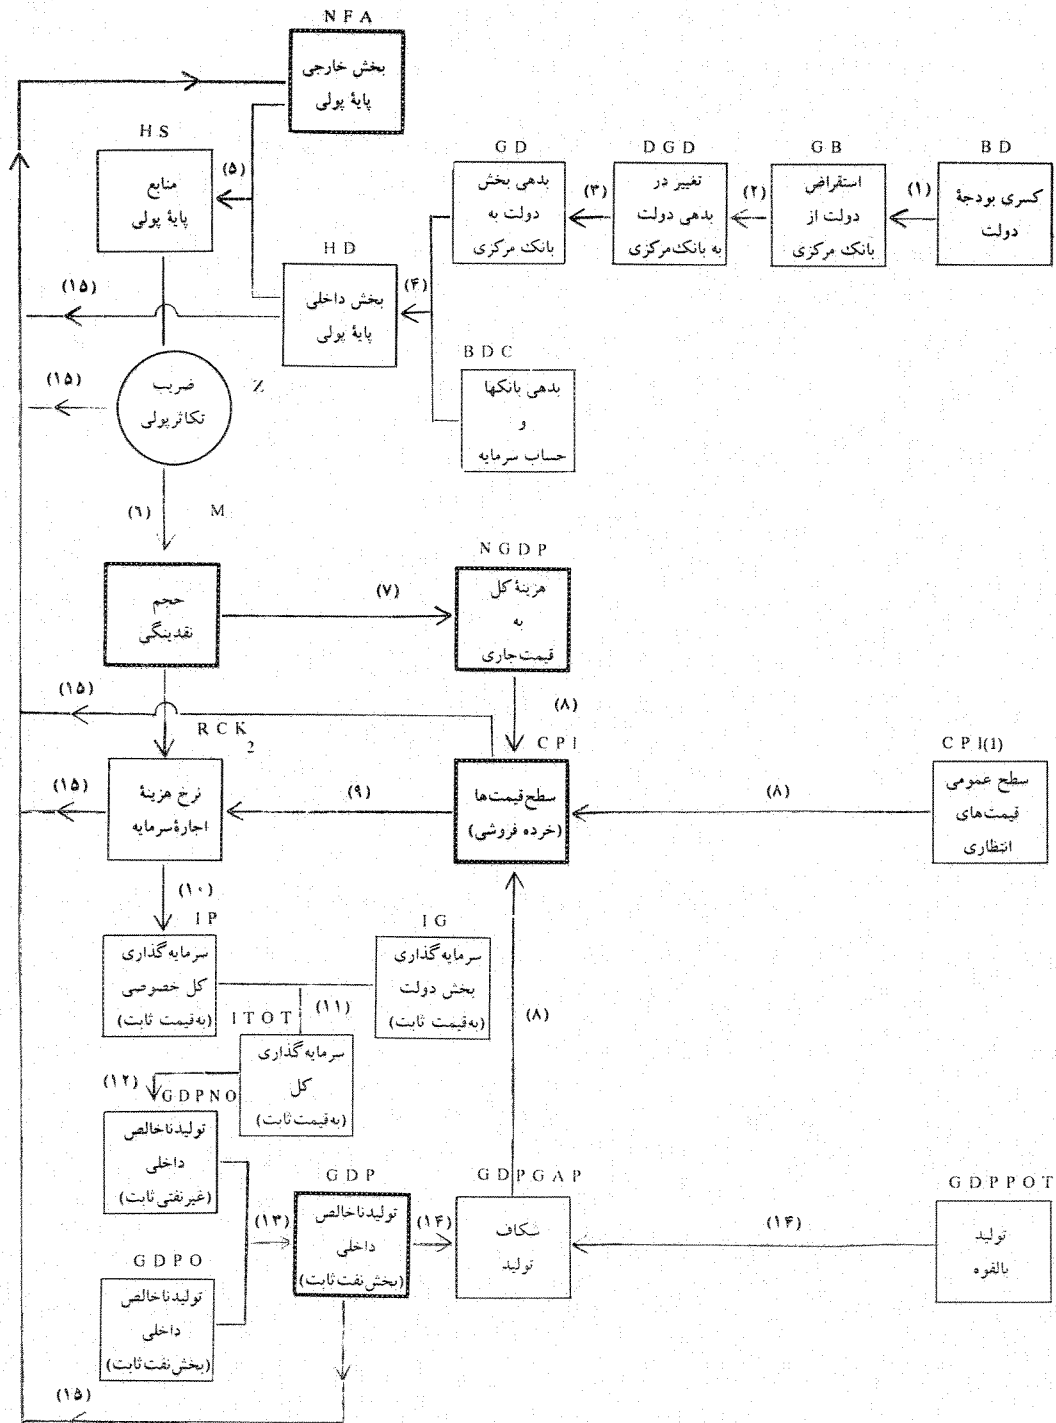 NFA
بخش خارجی
پایهٔ پولی
HS
منابع
پایهٔ پولی
(۵)
GD
بدهی بخش
دولت به
بانک مرکزی
(۳)
DGD
تغییر در
بدهی دولت
به بانک مرکزی
(۲)
GB
استقراض
دولت از
بانک مرکزی
(۱)
BD
کسری بودجهٔ
دولت
HD
بخش داخلی
پایهٔ پولی
(۴)
(۱۵)
BDC
بدهی بانکها
و
حساب سرمایه
(۱۵)
ضریب
تکاثر پولی
Z
(۶)
M
حجم
نقدینگی
(۷)
NGDP
هزینهٔ کل
به
قیمت جاری
(۸)
(۱۵)
RCK2
CPI
CPI(1)
(۱۵)
نرخ هزینهٔ
اجارهٔ سرمایه
(۹)
سطح قیمت‌ها
(خرده فروشی)
(۸)
سطح عمومی
قیمت‌های
انتظاری
(۱۰)
IP
سرمایه گذاری
کل خصوصی
(به قیمت ثابت)
IG
سرمایه گذاری
بخش دولت
(به قیمت ثابت)
(۱۱)
(۸)
ITOT
سرمایه گذاری
کل
(به قیمت ثابت)
(۱۲)
GDPNO
تولید ناخالص
داخلی
(غیرنفتی ثابت)
(۱۳)
GDP
تولید ناخالص
داخلی
(بخش نفت ثابت)
(۱۴)
GDPGAP
شکاف
تولید
(۱۴)
GDPPOT
تولید
بالقوه
GDPO
تولید ناخالص
داخلی
(بخش نفت ثابت)
(۱۵)